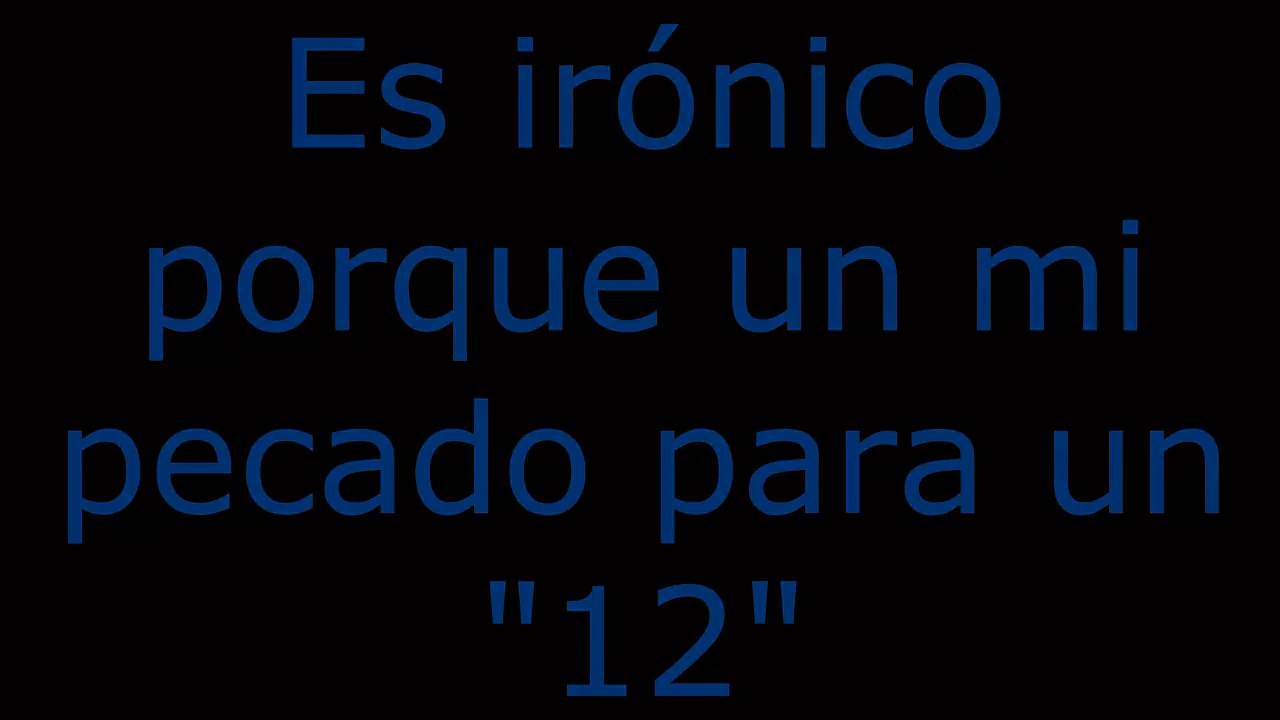 Es irónico
porque un mi
pecado para un
"12"